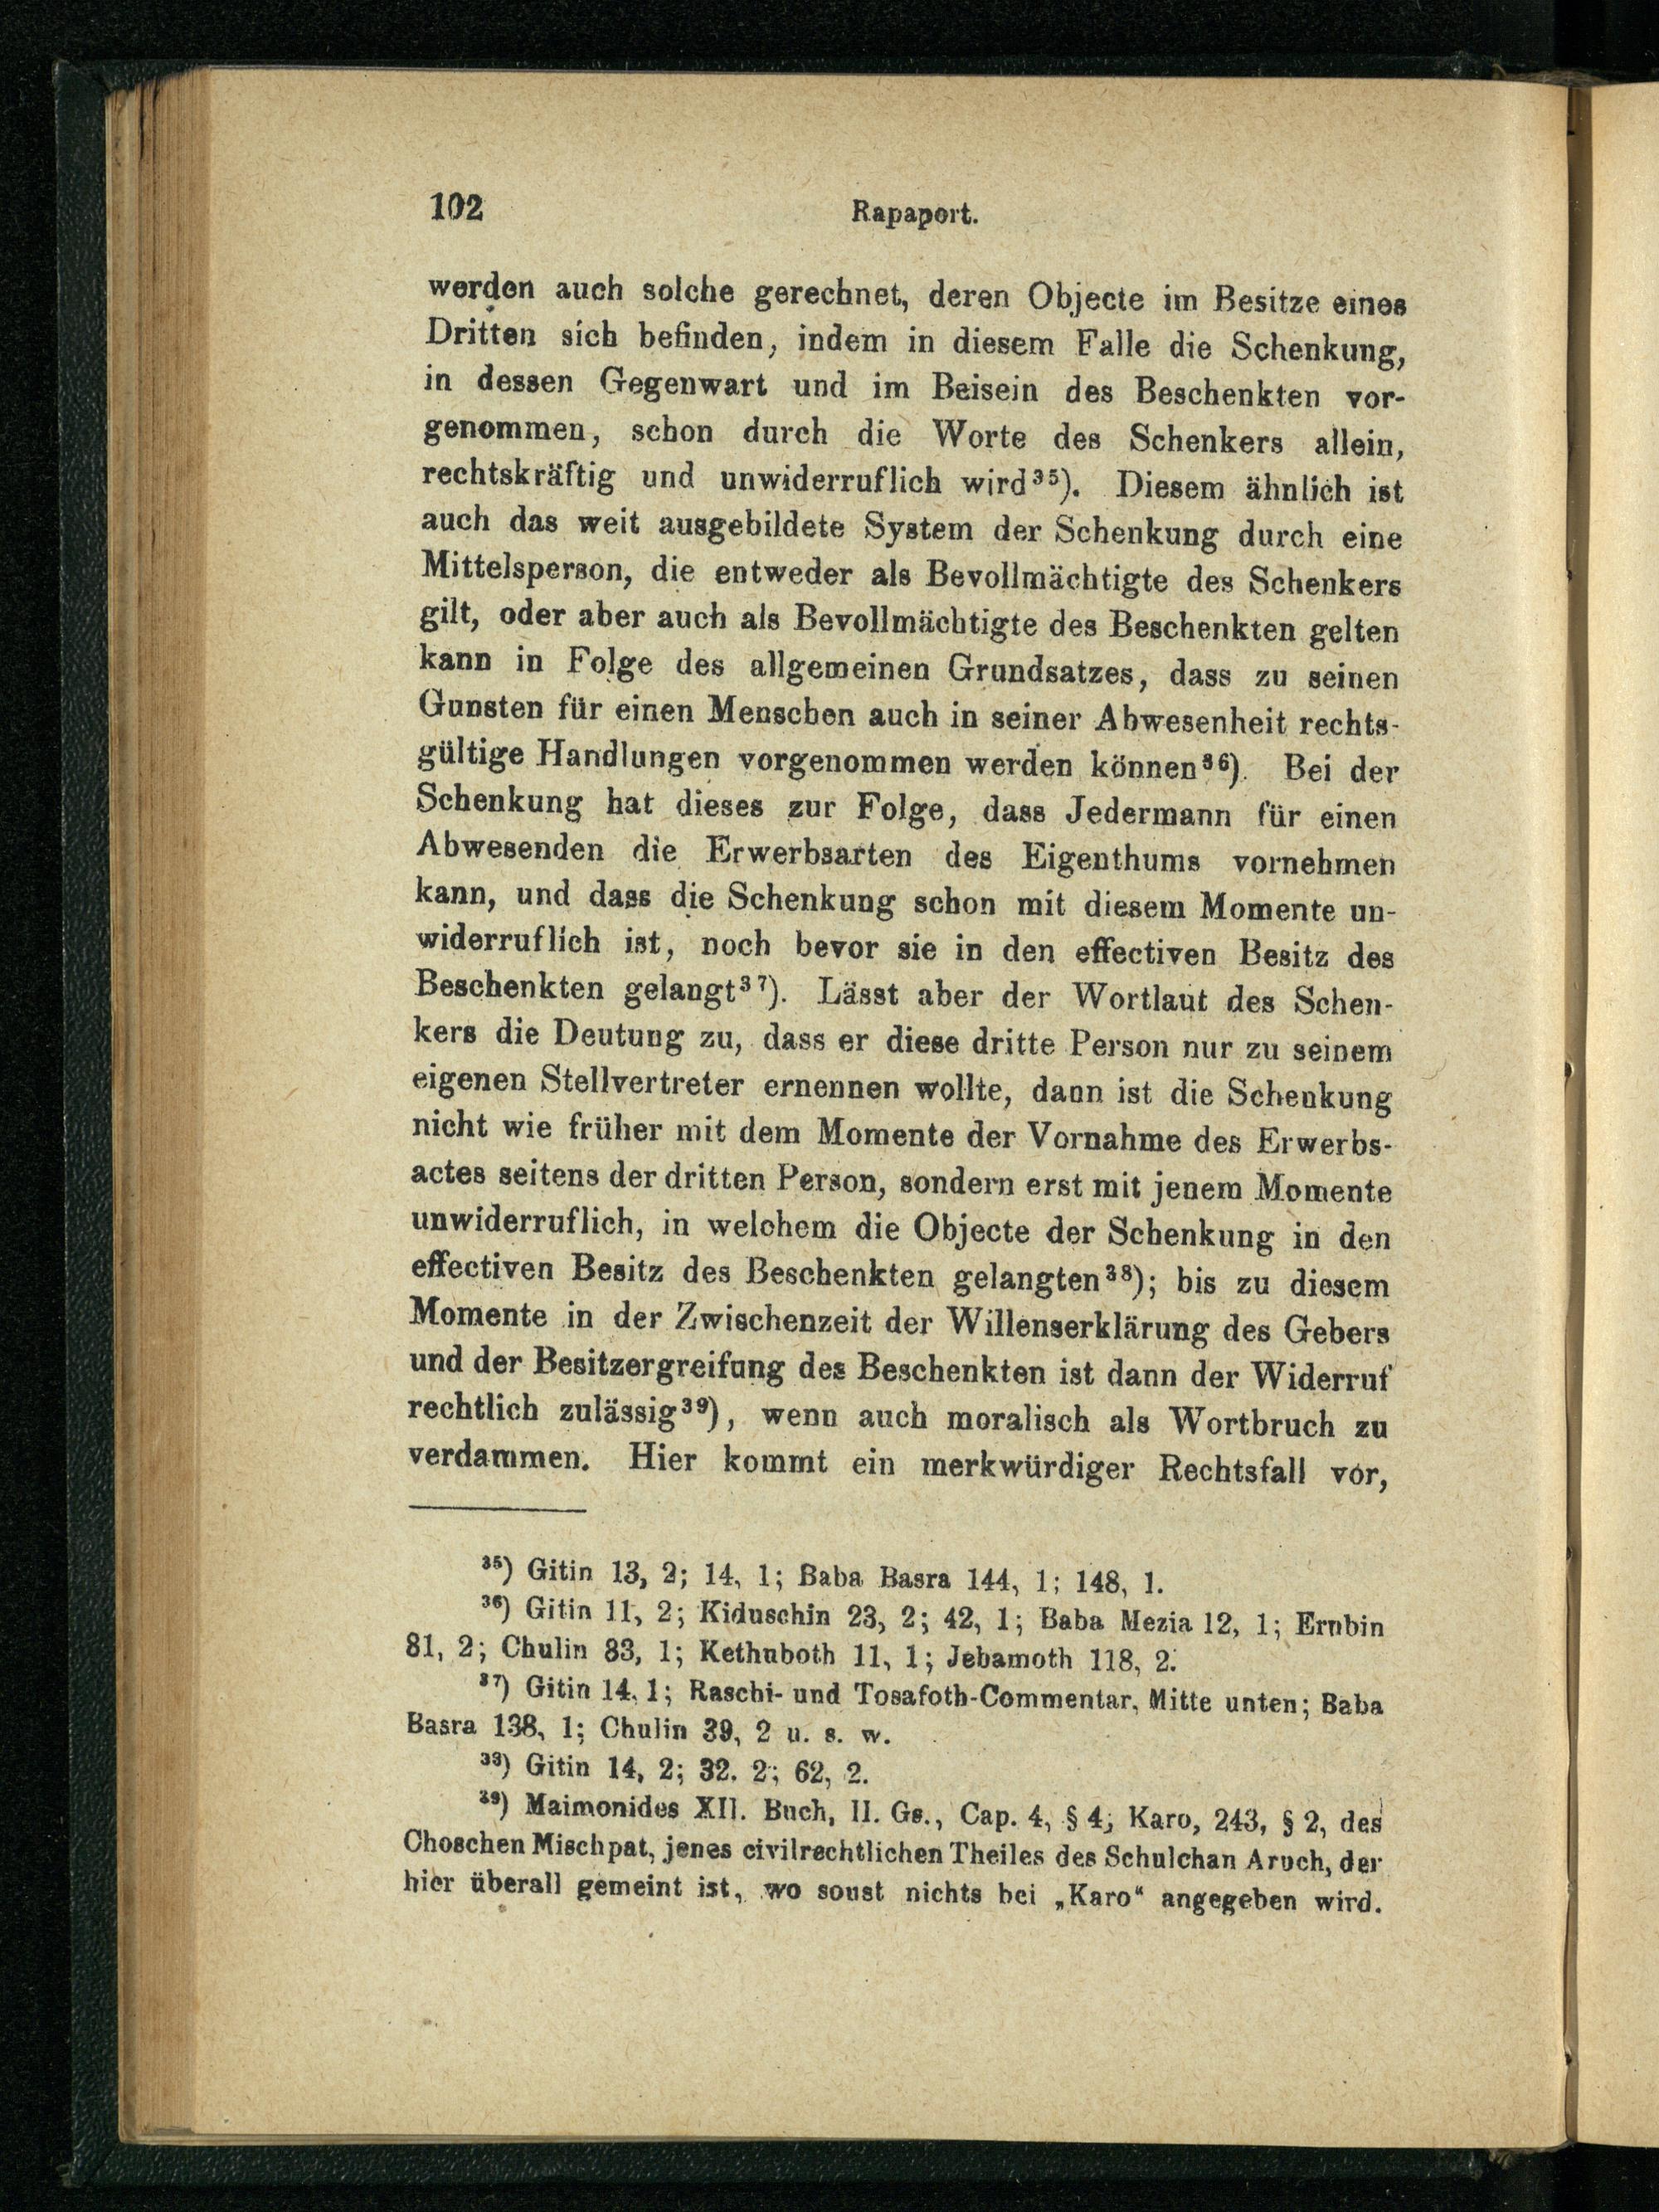 102
Rapaport.
werden auch solche gerechnet, deren Objecte im Besitze eines
Dritten sich befinden, indem in diesem Falle die Schenkung,
in dessen Gegenwart und im Beisein des Beschenkten vor-
genommen, schon durch die Worte des Schenkers allein,
rechtskräftig und unwiderruflich wird³⁵). Diesem ähnlich ist
auch das weit ausgebildete System der Schenkung durch eine
Mittelsperson, die entweder als Bevollmächtigte des Schenkers
gilt, oder aber auch als Bevollmächtigte des Beschenkten gelten
kann in Folge des allgemeinen Grundsatzes, dass zu seinen
Gunsten für einen Menschen auch in seiner Abwesenheit rechts-
gültige Handlungen vorgenommen werden können³⁶). Bei der
Schenkung hat dieses zur Folge, dass Jedermann für einen
Abwesenden die Erwerbsarten des Eigenthums vornehmen
kann, und dass die Schenkung schon mit diesem Momente un-
widerruflich ist, noch bevor sie in den effectiven Besitz des
Beschenkten gelangt³⁷). Lässt aber der Wortlaut des Schen-
kers die Deutung zu, dass er diese dritte Person nur zu seinem
eigenen Stellvertreter ernennen wollte, dann ist die Schenkung
nicht wie früher mit dem Momente der Vornahme des Erwerbs-
actes seitens der dritten Person, sondern erst mit jenem Momente
unwiderruflich, in welchem die Objecte der Schenkung in den
effectiven Besitz des Beschenkten gelangten³⁸); bis zu diesem
Momente in der Zwischenzeit der Willenserklärung des Gebers
und der Besitzergreifung des Beschenkten ist dann der Widerruf
rechtlich zulässig³⁹), wenn auch moralisch als Wortbruch zu
verdammen. Hier kommt ein merkwürdiger Rechtsfall vor,
³⁵) Gitin 13, 2; 14, 1; Baba Basra 144, 1; 148, 1.
³⁶) Gitin 11, 2; Kiduschin 23, 2; 42, 1; Baba Mezia 12, 1; Erubin
81, 2; Chulin 83, 1; Kethuboth 11, 1; Jebamoth 118, 2.
³⁷) Gitin 14, 1; Raschi- und Tosafoth-Commentar, Mitte unten; Baba
Basra 138, 1; Chulin 39, 2 u. s. w.
³⁸) Gitin 14, 2; 32. 2; 62, 2.
³⁹) Maimonides XII. Buch, II. Gs., Cap. 4, § 4; Karo, 243, § 2, des
Choschen Mischpat, jenes civilrechtlichen Theiles des Schulchan Aruch, der
hier überall gemeint ist, wo sonst nichts bei „Karo“ angegeben wird.